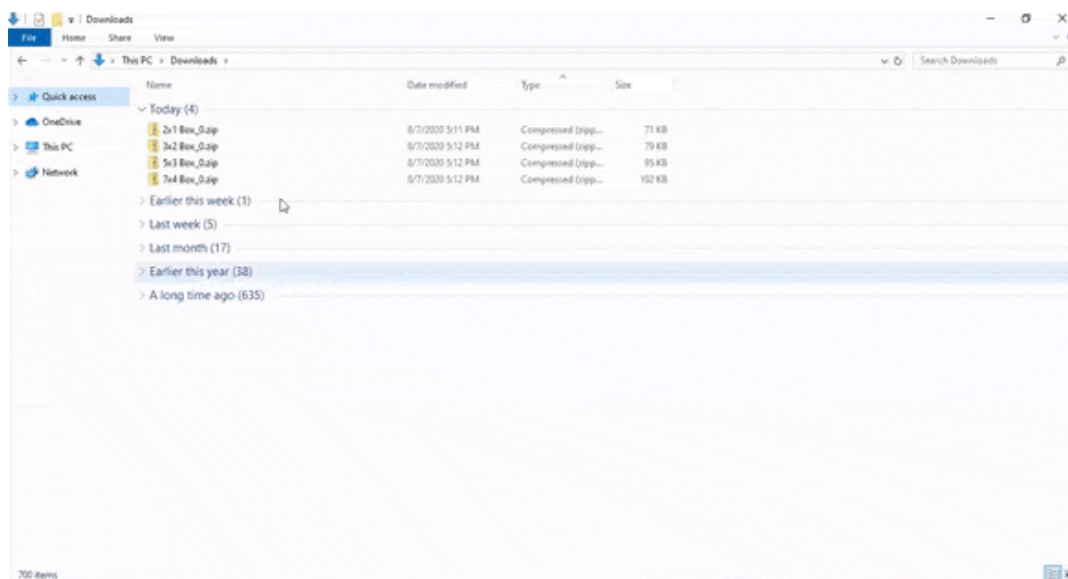 Downloads
File Home Share View
This PC > Downloads >
Search Downloads
Name Date modified Type Size
Quick access
OneDrive
This PC
Network
Today (4)
2x1 Box_0.zip 8/7/2020 5:11 PM Compressed (zipp... 71 KB
3x2 Box_0.zip 8/7/2020 5:12 PM Compressed (zipp... 79 KB
5x3 Box_0.zip 8/7/2020 5:12 PM Compressed (zipp... 95 KB
7x4 Box_0.zip 8/7/2020 5:12 PM Compressed (zipp... 102 KB
Earlier this week (1)
Last week (5)
Last month (17)
Earlier this year (38)
A long time ago (635)
700 items